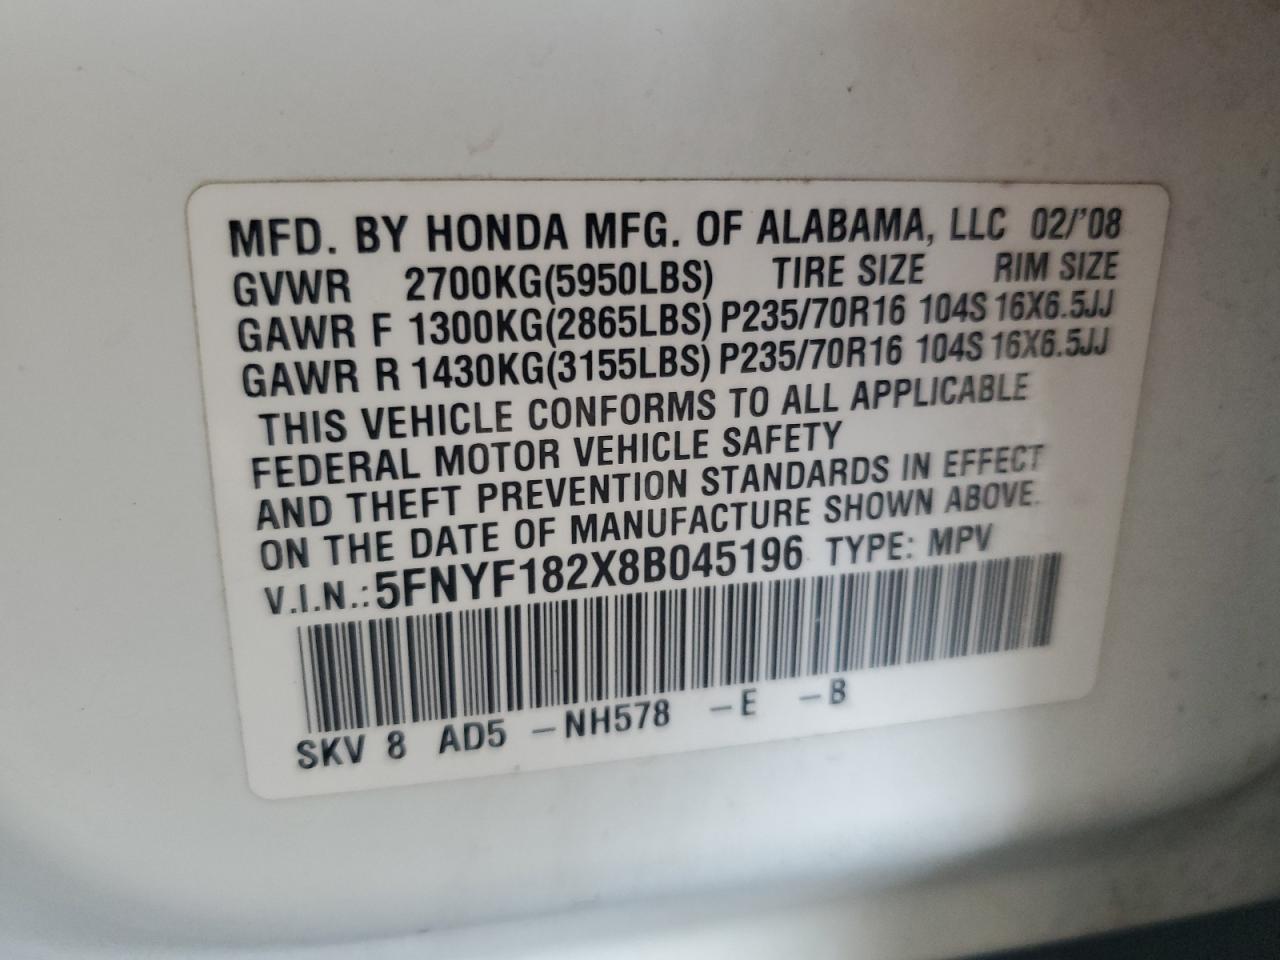 MFD. BY HONDA MFG. OF ALABAMA, LLC 02/'08
GVWR 2700KG(5950LBS) TIRE SIZE RIM SIZE
GAWR F 1300KG(2865LBS) P235/70R16 104S 16X6.5JJ
GAWR R 1430KG(3155LBS) P235/70R16 104S 16X6.5JJ
THIS VEHICLE CONFORMS TO ALL APPLICABLE
FEDERAL MOTOR VEHICLE SAFETY
AND THEFT PREVENTION STANDARDS IN EFFECT
ON THE DATE OF MANUFACTURE SHOWN ABOVE.
V.I.N.: 5FNYF182X8B045196 TYPE: MPV
SKV 8 AD5 –NH578 –E –B